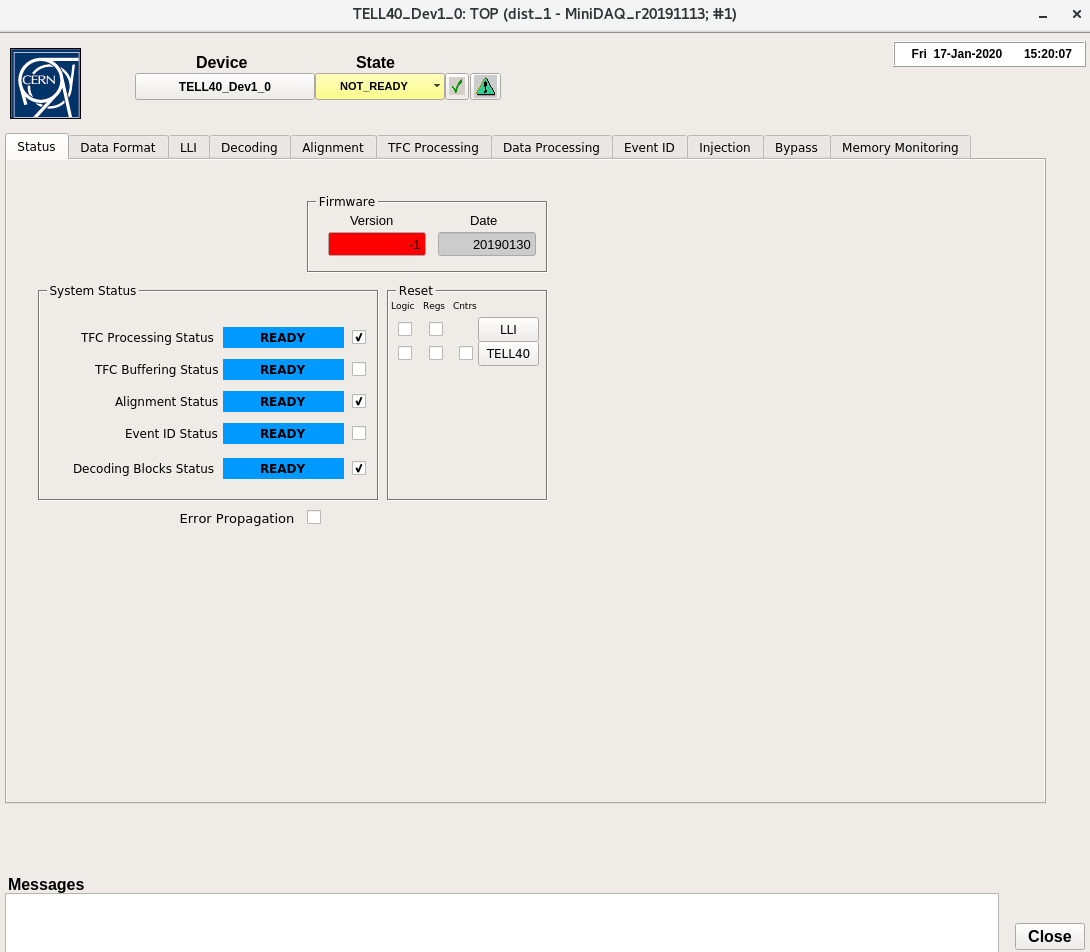 TELL40_Dev1_0: TOP (dist_1 - MiniDAQ_r20191113; #1)
Fri 17-Jan-2020 15:20:07
CERN
Device State
TELL40_Dev1_0 NOT_READY
Status Data Format LLI Decoding Alignment TFC Processing Data Processing Event ID Injection Bypass Memory Monitoring
Firmware
Version Date
-1 20190130
System Status
TFC Processing Status READY
TFC Buffering Status READY
Alignment Status READY
Event ID Status READY
Decoding Blocks Status READY
Reset
Logic Regs Cntrs
LLI
TELL40
Error Propagation
Messages
Close